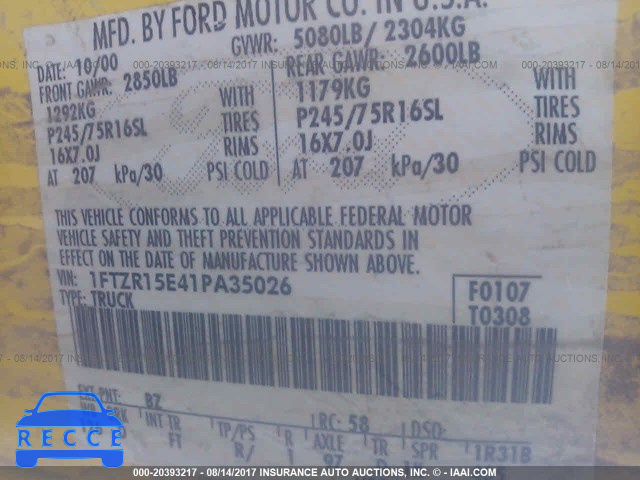 MFD. BY FORD MOTOR CO. IN U.S.A.
DATE: 10/00 GVWR: 5080LB/ 2304KG
FRONT GAWR: 2850LB REAR GAWR: 2600LB
1292KG WITH 1179KG WITH
P245/75R16SL TIRES P245/75R16SL TIRES
16X7.0J RIMS 16X7.0J RIMS
AT 207 kPa/30 PSI COLD AT 207 kPa/30 PSI COLD
THIS VEHICLE CONFORMS TO ALL APPLICABLE FEDERAL MOTOR
VEHICLE SAFETY AND THEFT PREVENTION STANDARDS IN
EFFECT ON THE DATE OF MANUFACTURE SHOWN ABOVE.
VIN: 1FTZR15E41PA35026 F0107
TYPE: TRUCK T0308
EXT PNT: BZ RC: 58 DSO:
INT TR TP/PS R AXLE TR SPR 1R31B
FT R/ 97
000-20393217 - 08/14/2017 INSURANCE AUTO AUCTIONS, SECTION - © IAAI.COM